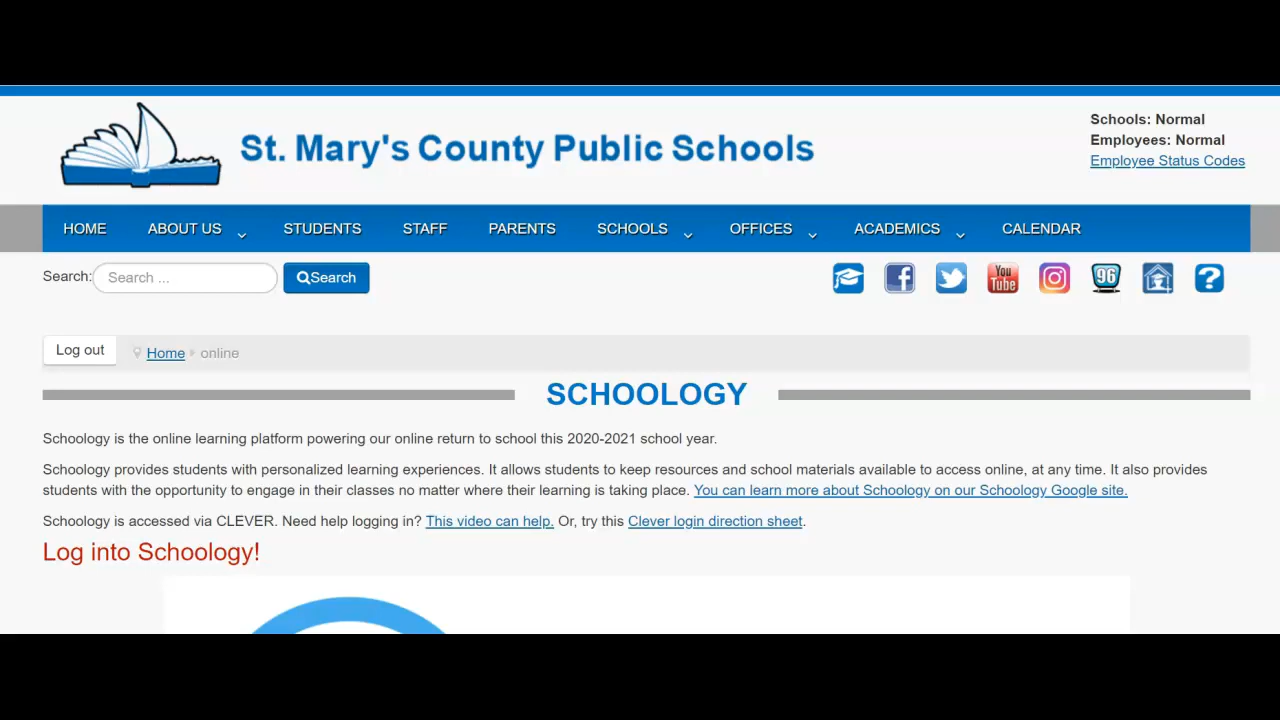 St. Mary's County Public Schools
Schools: Normal
Employees: Normal
Employee Status Codes
HOME ABOUT US STUDENTS STAFF PARENTS SCHOOLS OFFICES ACADEMICS CALENDAR
Search: Search ... Search
You Tube 96 ?
Log out Home online
SCHOOLOGY
Schoology is the online learning platform powering our online return to school this 2020-2021 school year.
Schoology provides students with personalized learning experiences. It allows students to keep resources and school materials available to access online, at any time. It also provides
students with the opportunity to engage in their classes no matter where their learning is taking place. You can learn more about Schoology on our Schoology Google site.
Schoology is accessed via CLEVER. Need help logging in? This video can help. Or, try this Clever login direction sheet.
Log into Schoology!